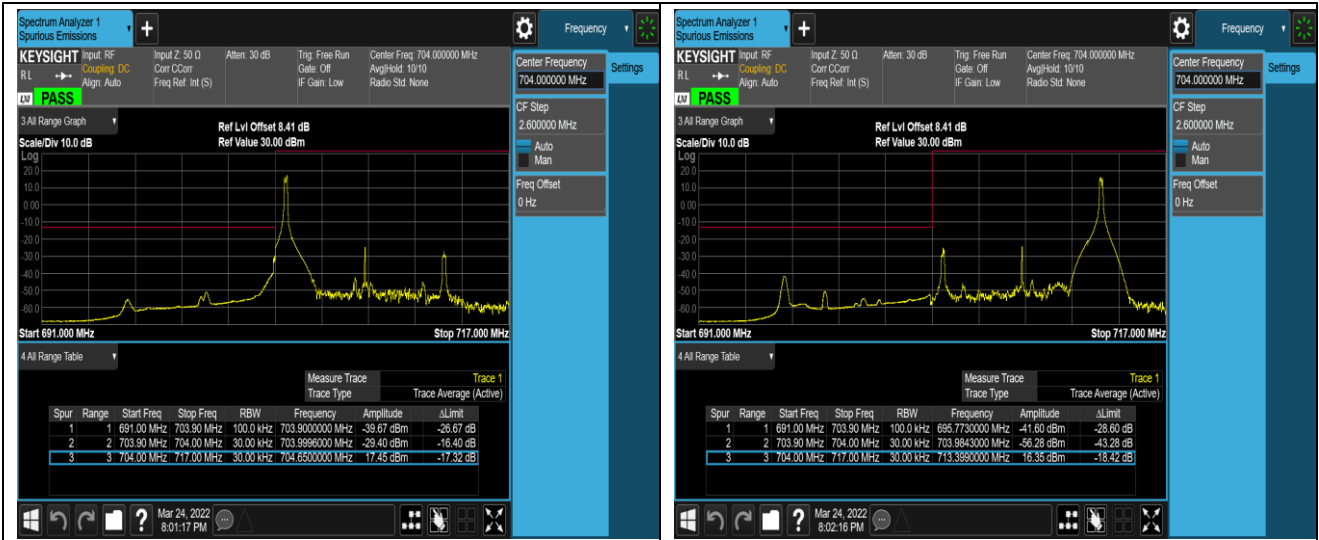 Spectrum Analyzer 1
Spurious Emissions
Frequency
KEYSIGHT Input: RF Input Z: 50 Ω Atten: 30 dB Trig: Free Run Center Freq: 704.000000 MHz
RL Coupling: DC Corr CCorr Gate: Off Avg|Hold: 10/10
Align: Auto Freq Ref: Int (S) IF Gain: Low Radio Std: None
LXI PASS
Center Frequency
704.000000 MHz
Settings
CF Step
2.600000 MHz
Auto
Man
Freq Offset
0 Hz
3 All Range Graph
Ref Lvl Offset 8.41 dB
Scale/Div 10.0 dB Ref Value 30.00 dBm
Log
20.0
10.0
0.00
-10.0
-20.0
-30.0
-40.0
-50.0
-60.0
Start 691.000 MHz Stop 717.000 MHz
4 All Range Table
Measure Trace Trace 1
Trace Type Trace Average (Active)
Spur Range Start Freq Stop Freq RBW Frequency Amplitude ΔLimit
1 1 691.00 MHz 703.90 MHz 100.0 kHz 703.9000000 MHz -39.67 dBm -26.67 dB
2 2 703.90 MHz 704.00 MHz 30.00 kHz 703.9996000 MHz -29.40 dBm -16.40 dB
3 3 704.00 MHz 717.00 MHz 30.00 kHz 704.6500000 MHz 17.45 dBm -17.32 dB
? Mar 24, 2022
8:01:17 PM
Spectrum Analyzer 1
Spurious Emissions
Frequency
KEYSIGHT Input: RF Input Z: 50 Ω Atten: 30 dB Trig: Free Run Center Freq: 704.000000 MHz
RL Coupling: DC Corr CCorr Gate: Off Avg|Hold: 10/10
Align: Auto Freq Ref: Int (S) IF Gain: Low Radio Std: None
LXI PASS
Center Frequency
704.000000 MHz
Settings
CF Step
2.600000 MHz
Auto
Man
Freq Offset
0 Hz
3 All Range Graph
Ref Lvl Offset 8.41 dB
Scale/Div 10.0 dB Ref Value 30.00 dBm
Log
20.0
10.0
0.00
-10.0
-20.0
-30.0
-40.0
-50.0
-60.0
Start 691.000 MHz Stop 717.000 MHz
4 All Range Table
Measure Trace Trace 1
Trace Type Trace Average (Active)
Spur Range Start Freq Stop Freq RBW Frequency Amplitude ΔLimit
1 1 691.00 MHz 703.90 MHz 100.0 kHz 695.7730000 MHz -41.60 dBm -28.60 dB
2 2 703.90 MHz 704.00 MHz 30.00 kHz 703.9843000 MHz -56.28 dBm -43.28 dB
3 3 704.00 MHz 717.00 MHz 30.00 kHz 713.3990000 MHz 16.35 dBm -18.42 dB
? Mar 24, 2022
8:02:16 PM